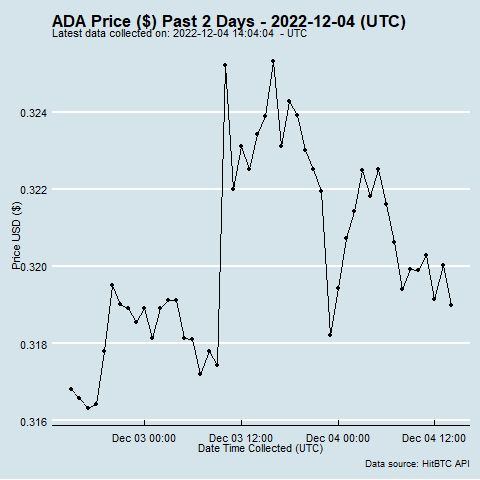 ADA Price ($) Past 2 Days - 2022-12-04 (UTC)
Latest data collected on: 2022-12-04 14:04:04 - UTC
0.324
0.322
0.320
0.318
0.316
Price USD ($)
Dec 03 00:00 Dec 03 12:00 Dec 04 00:00 Dec 04 12:00
Date Time Collected (UTC)
Data source: HitBTC API